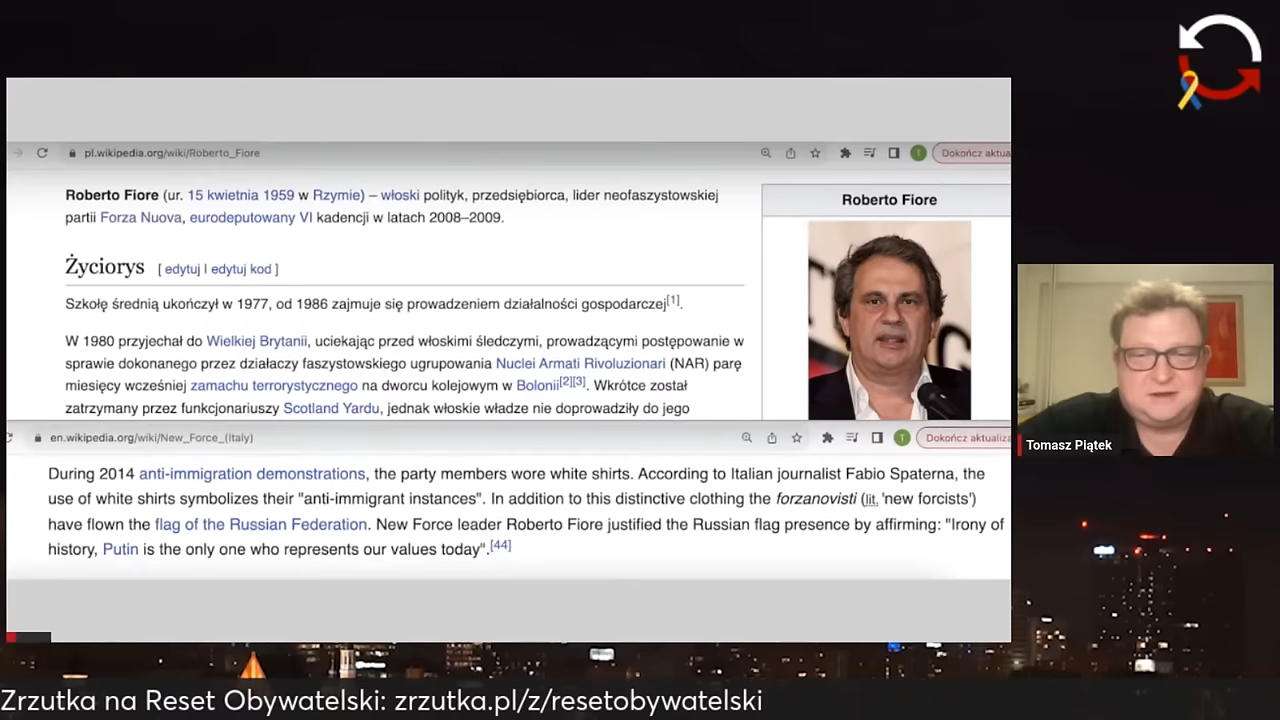 pl.wikipedia.org/wiki/Roberto_Fiore
T
Dokończ aktua
Roberto Fiore (ur. 15 kwietnia 1959 w Rzymie) – włoski polityk, przedsiębiorca, lider neofaszystowskiej
partii Forza Nuova, eurodeputowany VI kadencji w latach 2008–2009.
Roberto Fiore
Życiorys [ edytuj | edytuj kod ]
Szkołę średnią ukończył w 1977, od 1986 zajmuje się prowadzeniem działalności gospodarczej[1].
W 1980 przyjechał do Wielkiej Brytanii, uciekając przed włoskimi śledczymi, prowadzącymi postępowanie w
sprawie dokonanego przez działaczy faszystowskiego ugrupowania Nuclei Armati Rivoluzionari (NAR) parę
miesięcy wcześniej zamachu terrorystycznego na dworcu kolejowym w Bolonii[2][3]. Wkrótce został
zatrzymany przez funkcjonariuszy Scotland Yardu, jednak włoskie władze nie doprowadziły do jego
en.wikipedia.org/wiki/New_Force_(Italy)
T
Dokończ aktualiza
During 2014 anti-immigration demonstrations, the party members wore white shirts. According to Italian journalist Fabio Spaterna, the
use of white shirts symbolizes their "anti-immigrant instances". In addition to this distinctive clothing the forzanovisti (lit. 'new forcists')
have flown the flag of the Russian Federation. New Force leader Roberto Fiore justified the Russian flag presence by affirming: "Irony of
history, Putin is the only one who represents our values today".[44]
Tomasz Piątek
Zrzutka na Reset Obywatelski: zrzutka.pl/z/resetobywatelski